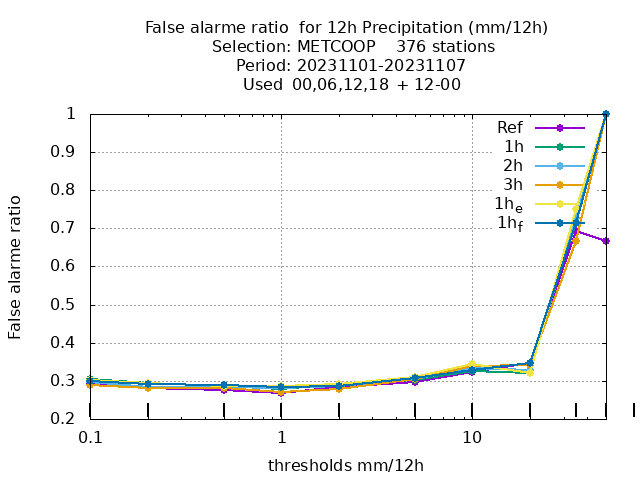 False alarme ratio  for 12h Precipitation (mm/12h)
Selection: METCOOP    376 stations
Period: 20231101-20231107
Used  00,06,12,18  + 12-00
1
0.9
0.8
0.7
0.6
0.5
0.4
0.3
0.2
False alarme ratio
Ref
1h
2h
3h
1h_e
1h_f
0.1 1 10
thresholds mm/12h